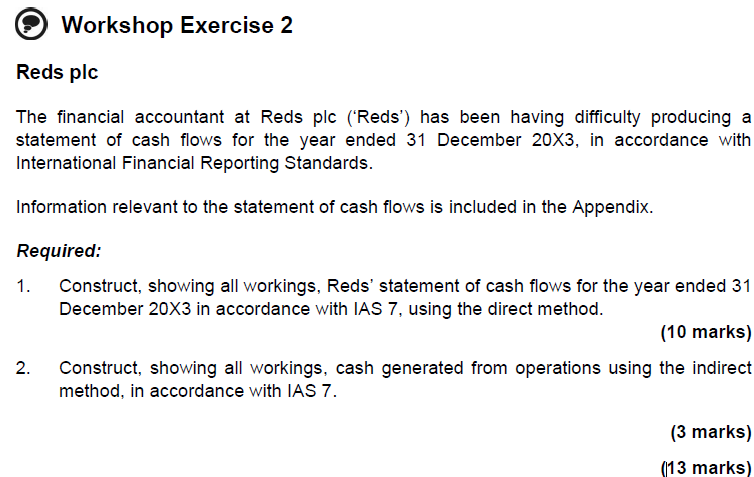 Workshop Exercise 2
Reds plc
The financial accountant at Reds plc (‘Reds’) has been having difficulty producing a
statement of cash flows for the year ended 31 December 20X3, in accordance with
International Financial Reporting Standards.
Information relevant to the statement of cash flows is included in the Appendix.
Required:
1. Construct, showing all workings, Reds’ statement of cash flows for the year ended 31
December 20X3 in accordance with IAS 7, using the direct method.
(10 marks)
2. Construct, showing all workings, cash generated from operations using the indirect
method, in accordance with IAS 7.
(3 marks)
(13 marks)